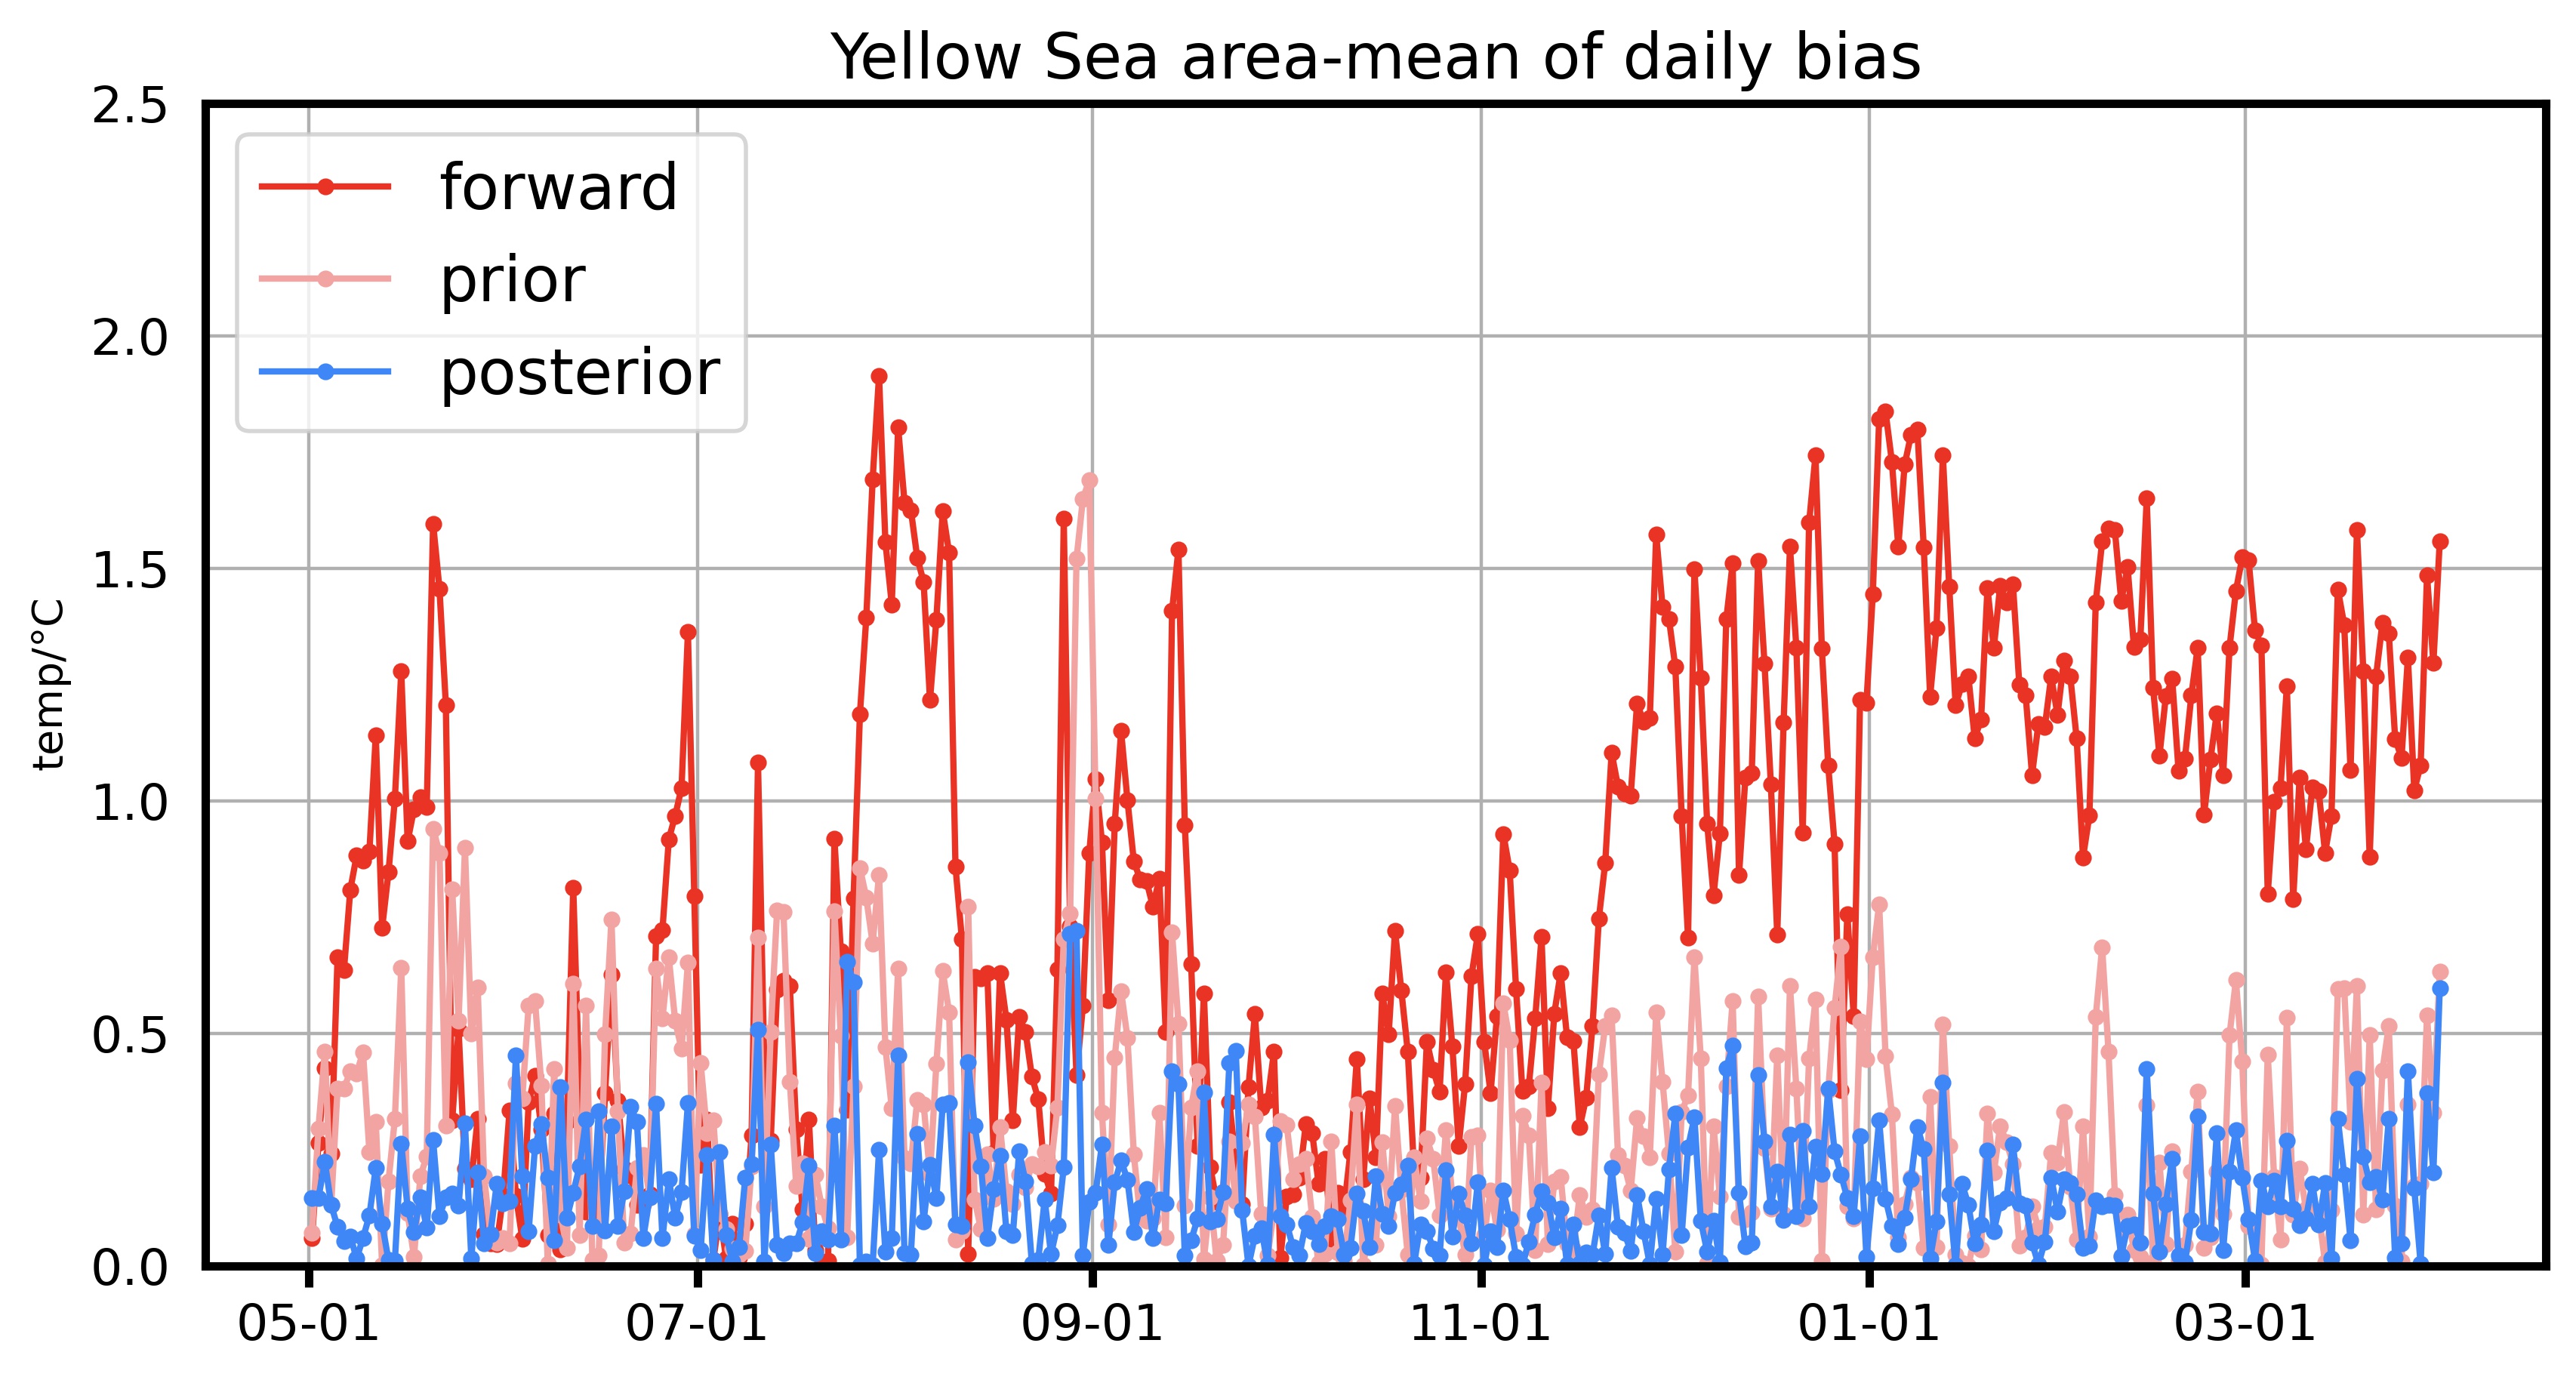 Yellow Sea area-mean of daily bias
2.5
2.0
1.5
1.0
0.5
0.0
temp/°C
forward
prior
posterior
05-01
07-01
09-01
11-01
01-01
03-01